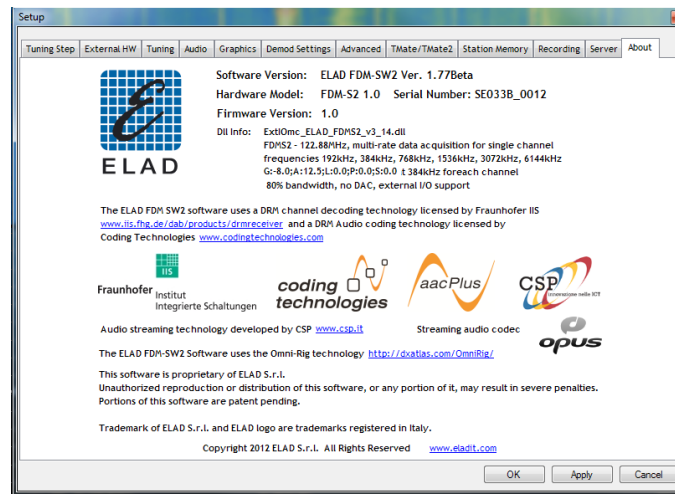 Setup
Tuning Step External HW Tuning Audio Graphics Demod Settings Advanced TMate/TMate2 Station Memory Recording Server About
ELAD
Software Version: ELAD FDM-SW2 Ver. 1.77Beta
Hardware Model: FDM-S2 1.0 Serial Number: SE033B_0012
Firmware Version: 1.0
Dll Info: ExtIOmc_ELAD_FDMS2_v3_14.dll
FDMS2 - 122.88MHz, multi-rate data acquisition for single channel
frequencies 192kHz, 384kHz, 768kHz, 1536kHz, 3072kHz, 6144kHz
G:-8.0;A:12.5;L:0.0;P:0.0;S:0.0 ± 384kHz foreach channel
80% bandwidth, no DAC, external I/O support
The ELAD FDM SW2 software uses a DRM channel decoding technology licensed by Fraunhofer IIS
www.iis.fhg.de/dab/products/drmreceiver and a DRM Audio coding technology licensed by
Coding Technologies www.codingtechnologies.com
IIS
Fraunhofer Institut
Integrierte Schaltungen
coding
technologies
aacPlus
CSP
innovazione nelle ICT
Audio streaming technology developed by CSP www.csp.it Streaming audio codec
opus
The ELAD FDM-SW2 Software uses the Omni-Rig technology http://dxatlas.com/OmniRig/
This software is proprietary of ELAD S.r.l.
Unauthorized reproduction or distribution of this software, or any portion of it, may result in severe penalties.
Portions of this software are patent pending.
Trademark of ELAD S.r.l. and ELAD logo are trademarks registered in Italy.
Copyright 2012 ELAD S.r.l. All Rights Reserved www.eladit.com
OK Apply Cancel